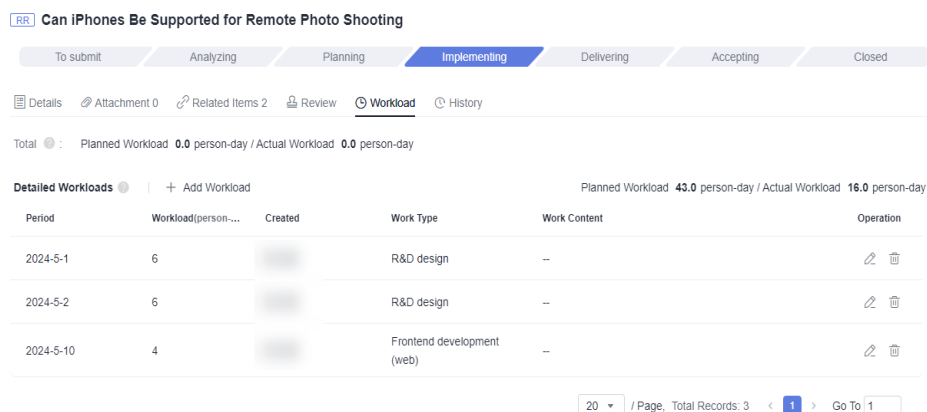 RR Can iPhones Be Supported for Remote Photo Shooting
To submit Analyzing Planning Implementing Delivering Accepting Closed
Details Attachment 0 Related Items 2 Review Workload History
Total ? : Planned Workload 0.0 person-day / Actual Workload 0.0 person-day
Detailed Workloads ? + Add Workload Planned Workload 43.0 person-day / Actual Workload 16.0 person-day
Period Workload(person-... Created Work Type Work Content Operation
2024-5-1 6 R&D design --
2024-5-2 6 R&D design --
2024-5-10 4 Frontend development (web) --
20 / Page, Total Records: 3 < 1 > Go To 1